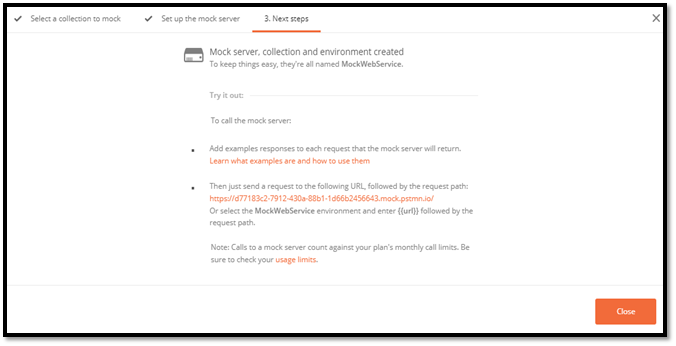 Select a collection to mock
Set up the mock server
3. Next steps
Mock server, collection and environment created
To keep things easy, they're all named MockWebService.
Try it out:
To call the mock server:
Add examples responses to each request that the mock server will return.
Learn what examples are and how to use them
Then just send a request to the following URL, followed by the request path:
https://d77183c2-7912-430a-88b1-1d66b2456643.mock.pstmn.io/
Or select the MockWebService environment and enter {{url}} followed by the
request path.
Note: Calls to a mock server count against your plan's monthly call limits. Be
sure to check your usage limits.
Close